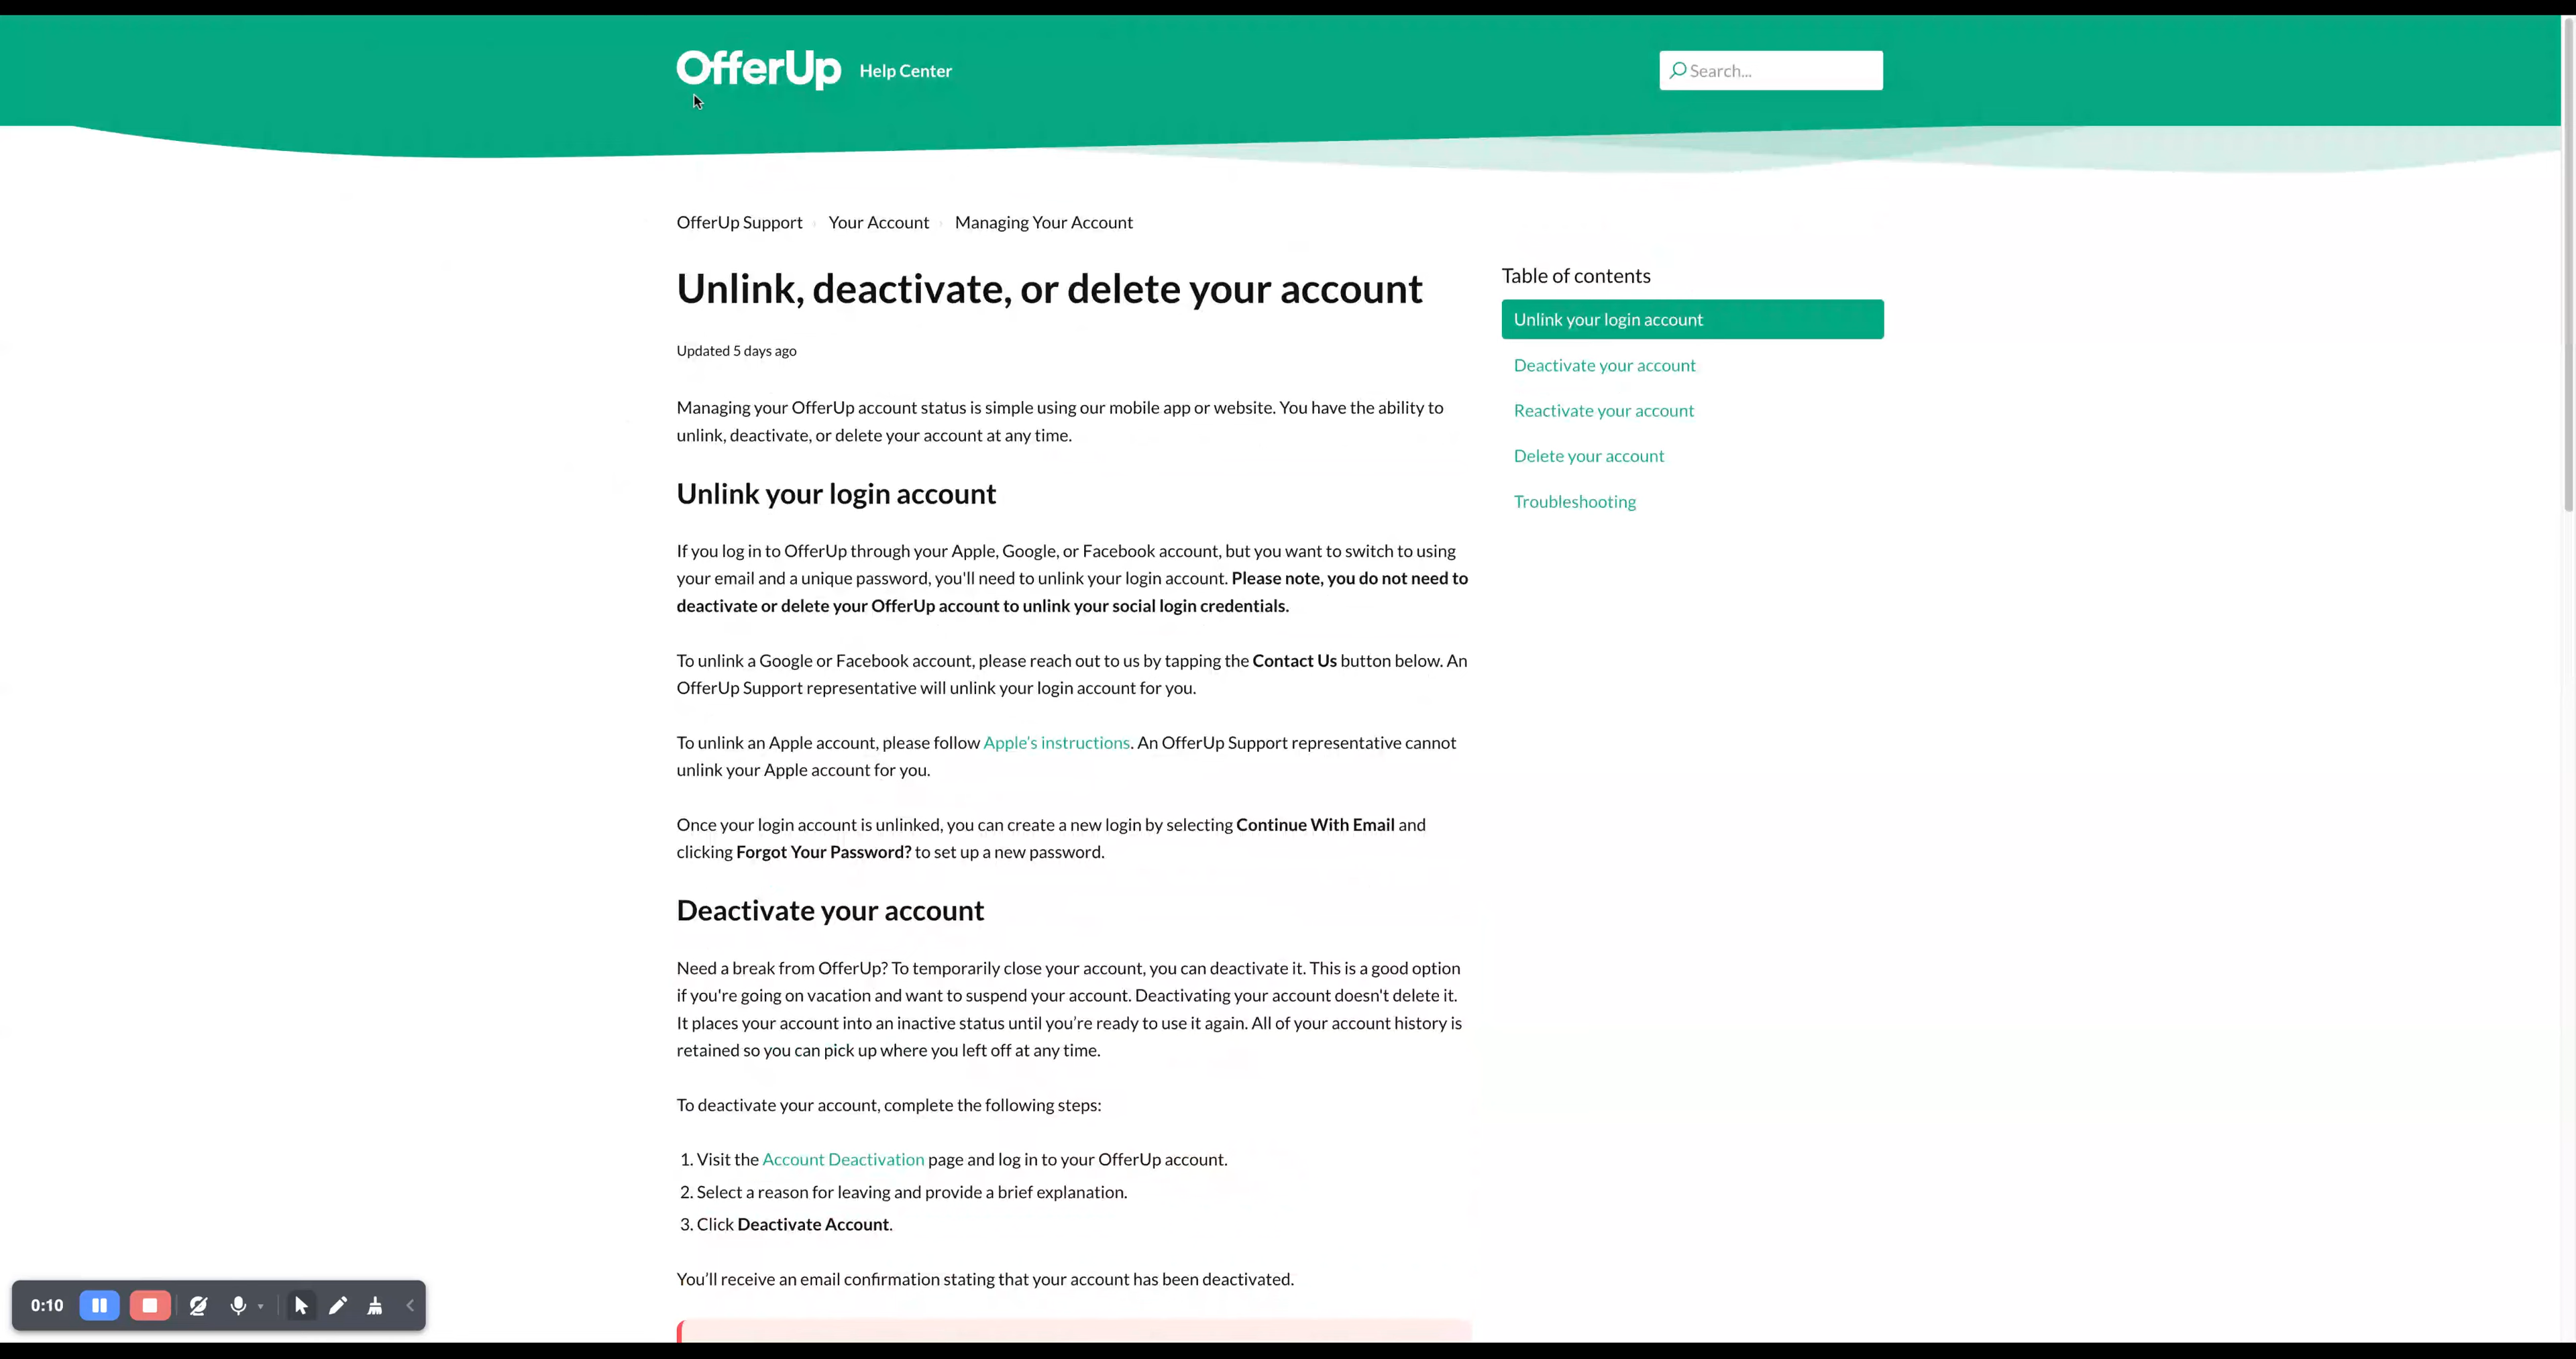 OfferUp Help Center
Search...
OfferUp Support Your Account Managing Your Account
Unlink, deactivate, or delete your account
Updated 5 days ago
Managing your OfferUp account status is simple using our mobile app or website. You have the ability to
unlink, deactivate, or delete your account at any time.
Unlink your login account
If you log in to OfferUp through your Apple, Google, or Facebook account, but you want to switch to using
your email and a unique password, you'll need to unlink your login account. Please note, you do not need to
deactivate or delete your OfferUp account to unlink your social login credentials.
To unlink a Google or Facebook account, please reach out to us by tapping the Contact Us button below. An
OfferUp Support representative will unlink your login account for you.
To unlink an Apple account, please follow Apple's instructions. An OfferUp Support representative cannot
unlink your Apple account for you.
Once your login account is unlinked, you can create a new login by selecting Continue With Email and
clicking Forgot Your Password? to set up a new password.
Deactivate your account
Need a break from OfferUp? To temporarily close your account, you can deactivate it. This is a good option
if you're going on vacation and want to suspend your account. Deactivating your account doesn't delete it.
It places your account into an inactive status until you’re ready to use it again. All of your account history is
retained so you can pick up where you left off at any time.
To deactivate your account, complete the following steps:
1. Visit the Account Deactivation page and log in to your OfferUp account.
2. Select a reason for leaving and provide a brief explanation.
3. Click Deactivate Account.
You’ll receive an email confirmation stating that your account has been deactivated.
Table of contents
Unlink your login account
Deactivate your account
Reactivate your account
Delete your account
Troubleshooting
0:10